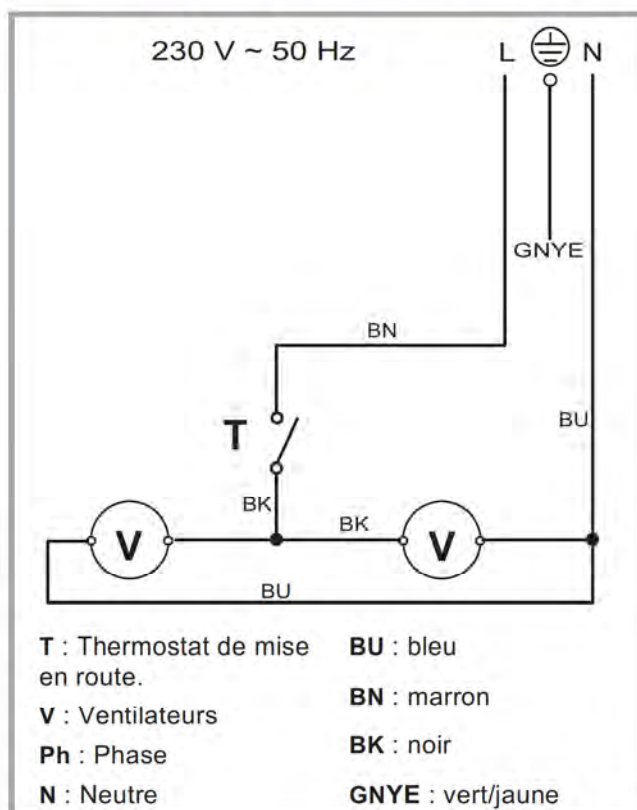 230 V ~ 50 Hz
L N
GNYE
BN
T
BU
BK
BK
V
V
BU
T : Thermostat de mise
en route.
V : Ventilateurs
Ph : Phase
N : Neutre
BU : bleu
BN : marron
BK : noir
GNYE : vert/jaune